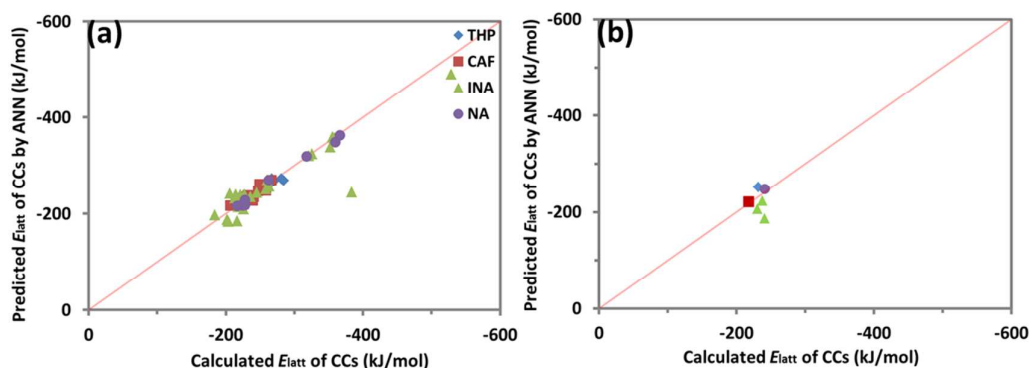 (a)
Predicted Elatt of CCs by ANN (kJ/mol)
-600
-400
-200
0
THP
CAF
INA
NA
0
-200
-400
-600
Calculated Elatt of CCs (kJ/mol)
(b)
Predicted Elatt of CCs by ANN (kJ/mol)
-600
-400
-200
0
0
-200
-400
-600
Calculated Elatt of CCs (kJ/mol)